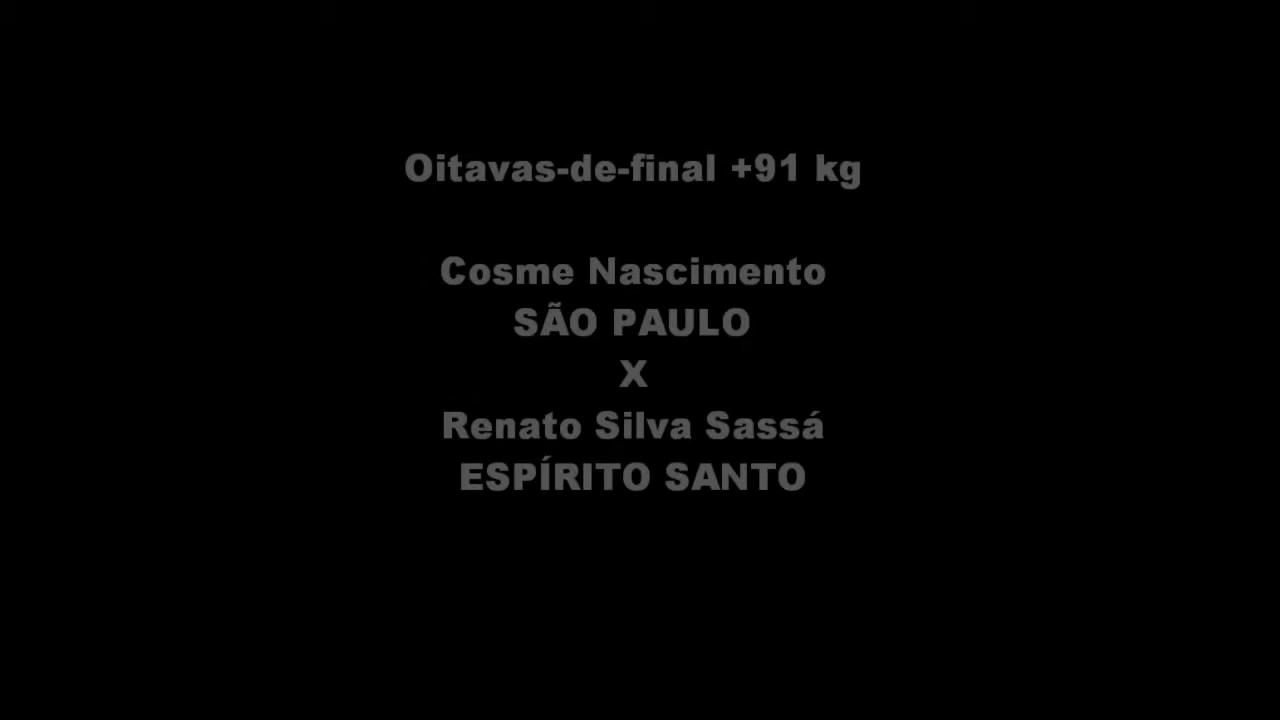 Oitavas-de-final +91 kg
Cosme Nascimento
SÃO PAULO
X
Renato Silva Sassá
ESPÍRITO SANTO